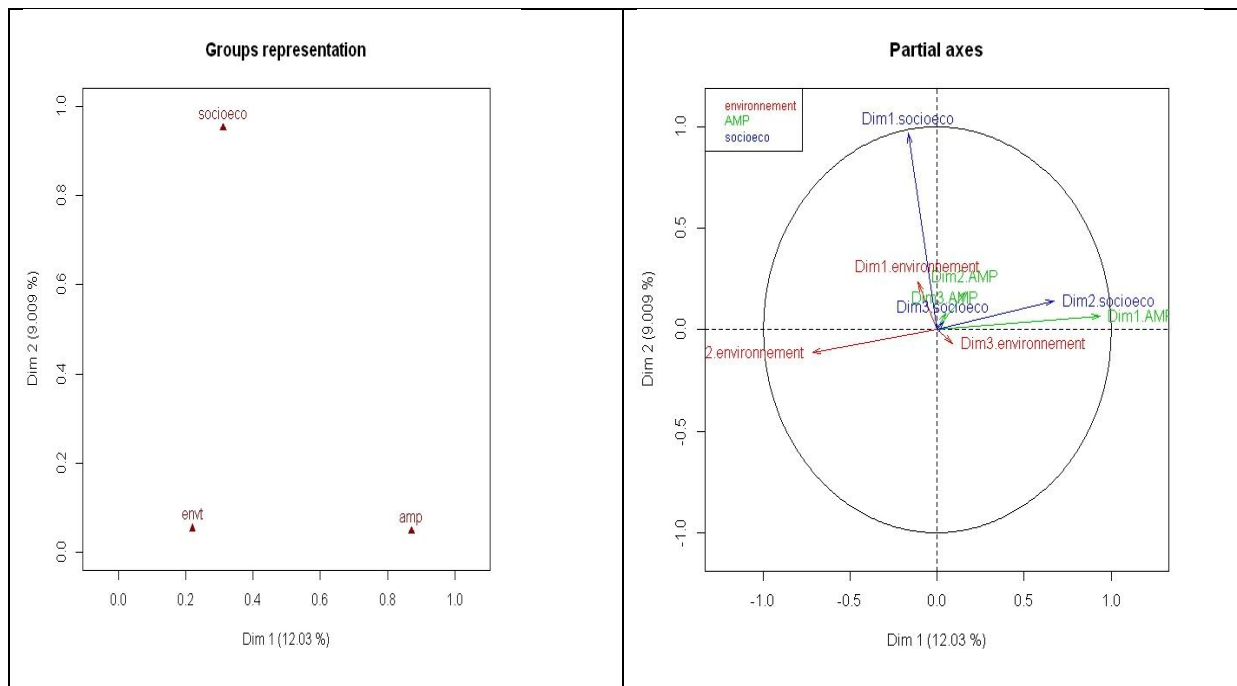 Groups representation
socioeco
envt
amp
1.0
0.8
0.6
0.4
0.2
0.0
Dim 2 (9.009 %)
0.0 0.2 0.4 0.6 0.8 1.0
Dim 1 (12.03 %)
Partial axes
environnement
AMP
socioeco
Dim1.socioeco
Dim1.environnement
Dim2.AMP
Dim3.AMP
Dim3.socioeco
Dim2.socioeco
Dim1.AMP
2.environnement
Dim3.environnement
1.0
0.5
0.0
-0.5
-1.0
Dim 2 (9.009 %)
-1.0 -0.5 0.0 0.5 1.0
Dim 1 (12.03 %)